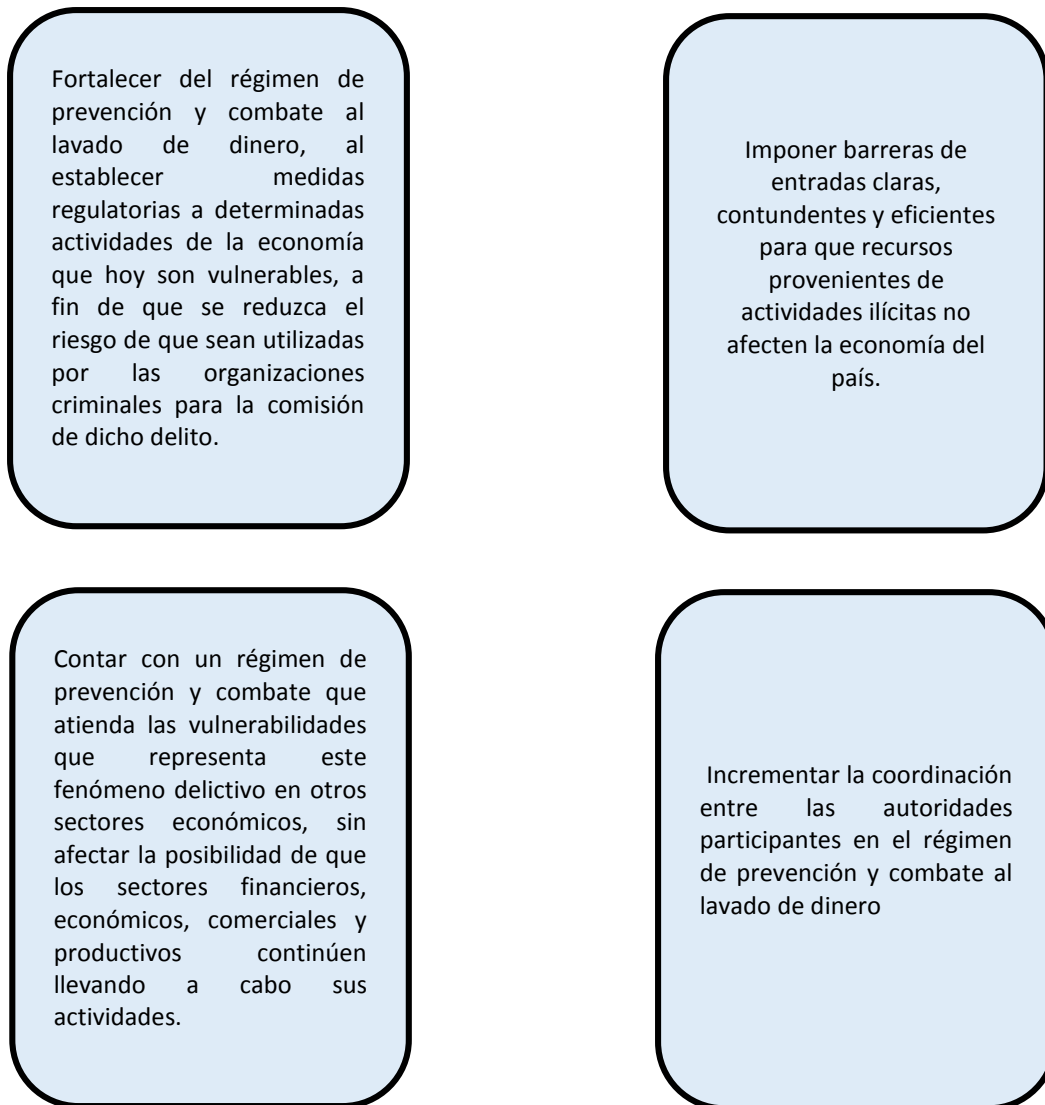 Fortalecer del régimen de
prevención y combate al
lavado de dinero, al
establecer medidas
regulatorias a determinadas
actividades de la economía
que hoy son vulnerables, a
fin de que se reduzca el
riesgo de que sean utilizadas
por las organizaciones
criminales para la comisión
de dicho delito.
Imponer barreras de
entradas claras,
contundentes y eficientes
para que recursos
provenientes de
actividades ilícitas no
afecten la economía del
país.
Contar con un régimen de
prevención y combate que
atienda las vulnerabilidades
que representa este
fenómeno delictivo en otros
sectores económicos, sin
afectar la posibilidad de que
los sectores financieros,
económicos, comerciales y
productivos continúen
llevando a cabo sus
actividades.
Incrementar la coordinación
entre las autoridades
participantes en el régimen
de prevención y combate al
lavado de dinero